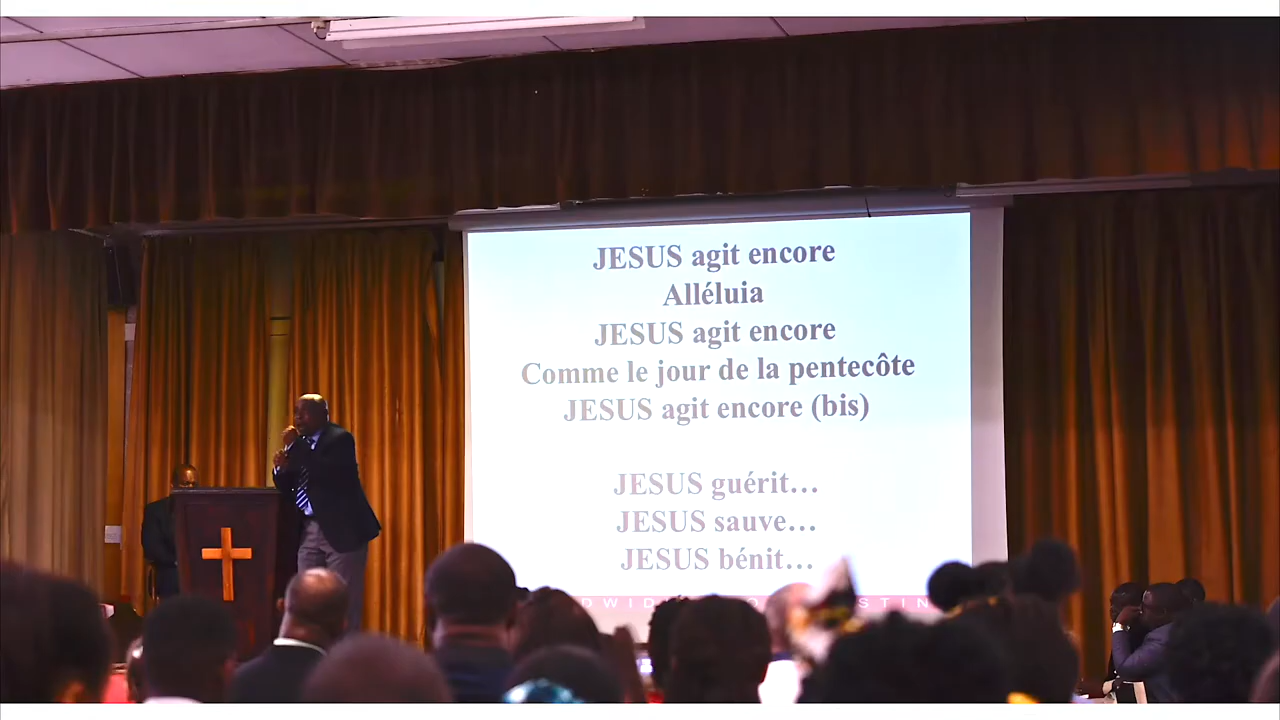 JESUS agit encore
Alléluia
JESUS agit encore
Comme le jour de la pentecôte
JESUS agit encore (bis)
JESUS guérit…
JESUS sauve…
JESUS bénit…